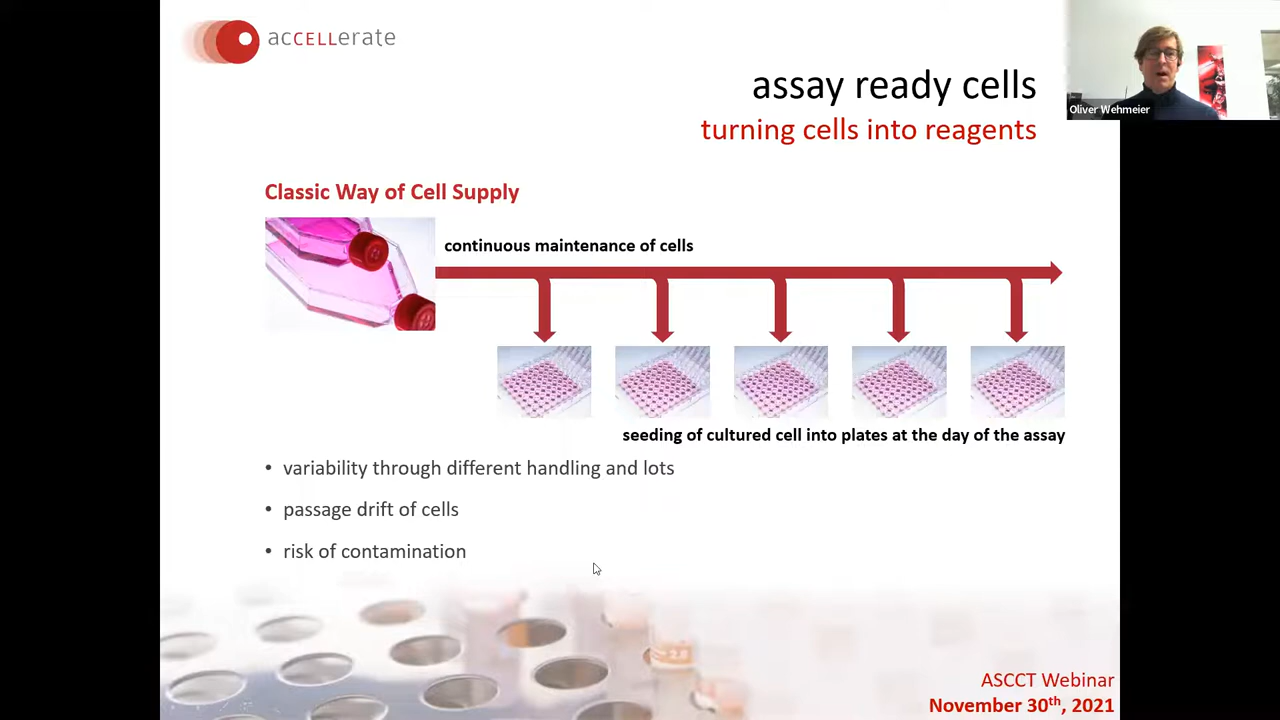 acCELLerate
assay ready cells
turning cells into reagents
Oliver Wehmeier
Classic Way of Cell Supply
continuous maintenance of cells
seeding of cultured cell into plates at the day of the assay
• variability through different handling and lots
• passage drift of cells
• risk of contamination
2.0
ASCCT Webinar
November 30th, 2021